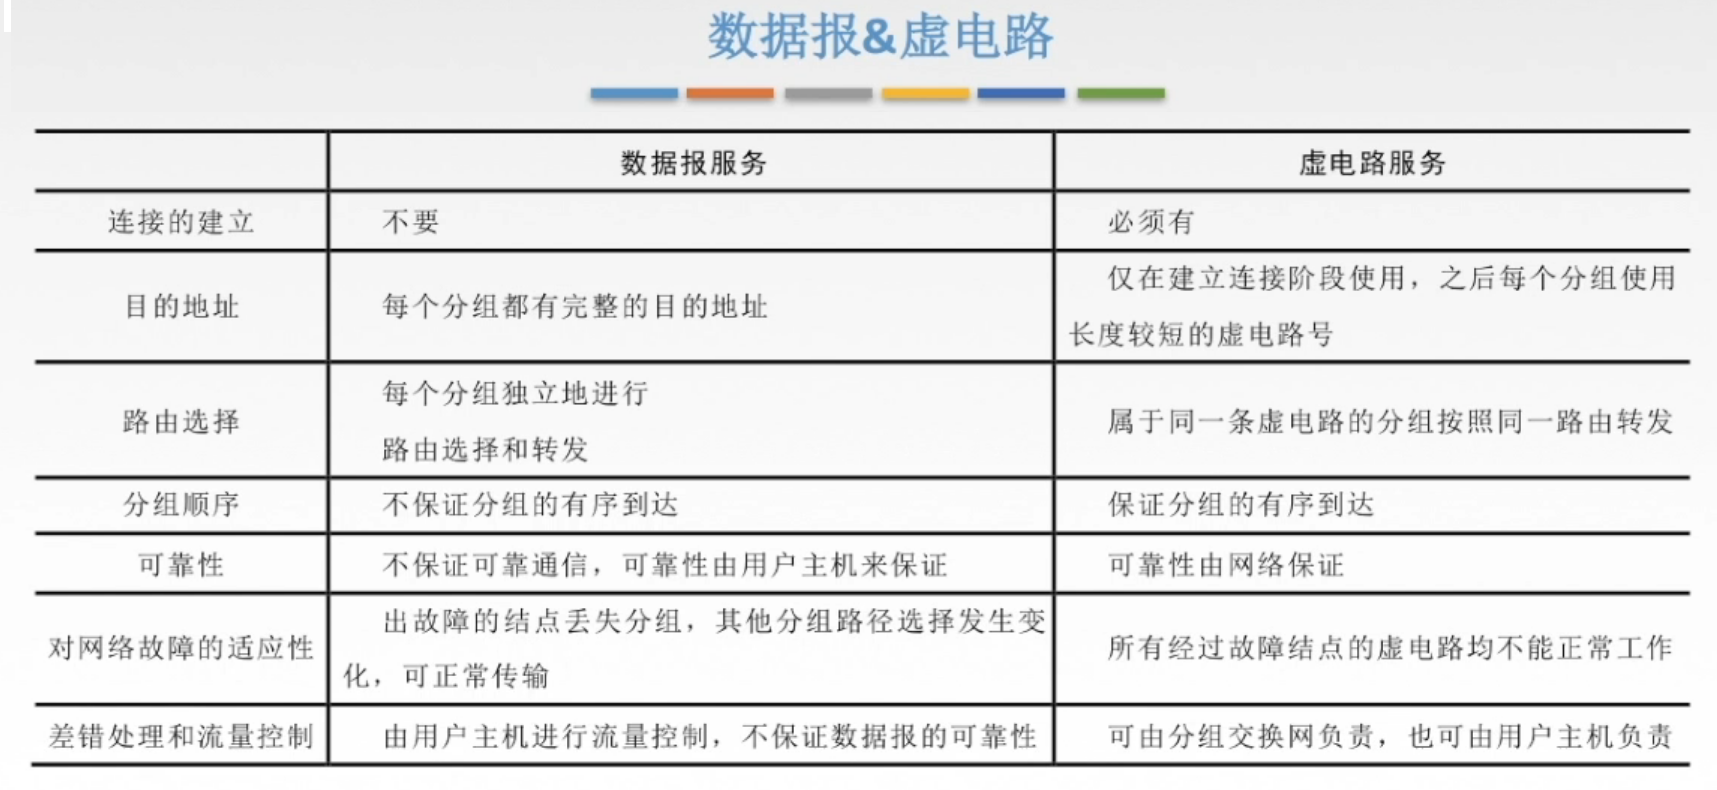 数据报&虚电路
数据报服务
虚电路服务
连接的建立
不要
必须有
目的地址
每个分组都有完整的目的地址
仅在建立连接阶段使用，之后每个分组使用
长度较短的虚电路号
路由选择
每个分组独立地进行
路由选择和转发
属于同一条虚电路的分组按照同一路由转发
分组顺序
不保证分组的有序到达
保证分组的有序到达
可靠性
不保证可靠通信，可靠性由用户主机来保证
可靠性由网络保证
对网络故障的适应性
出故障的结点丢失分组，其他分组路径选择发生变
化，可正常传输
所有经过故障结点的虚电路均不能正常工作
差错处理和流量控制
由用户主机进行流量控制，不保证数据报的可靠性
可由分组交换网负责，也可由用户主机负责